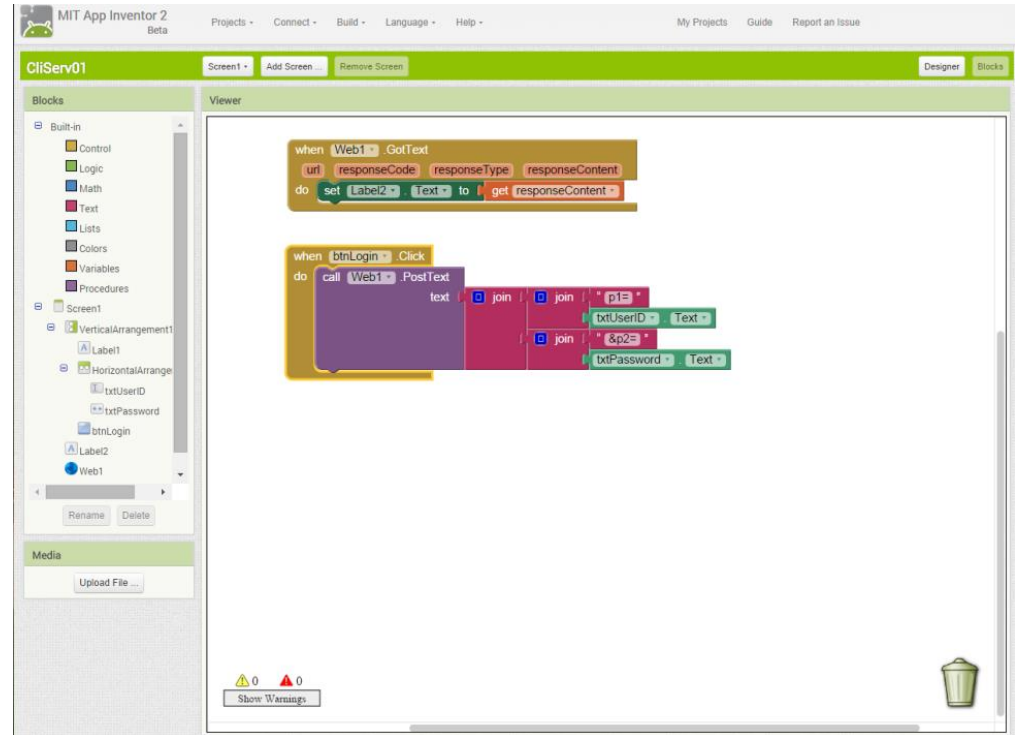 MIT App Inventor 2
Beta
Projects Connect Build Language Help My Projects Guide Report an Issue
CliServ01 Screen1 Add Screen ... Remove Screen Designer Blocks
Blocks
Built-in
Control
Logic
Math
Text
Lists
Colors
Variables
Procedures
Screen1
VerticalArrangement1
Label1
HorizontalArrange
txtUserID
txtPassword
btnLogin
Label2
Web1
Rename Delete
Media
Upload File ...
Viewer
when Web1 .GotText
url responseCode responseType responseContent
do set Label2 . Text to get responseContent
when btnLogin .Click
do call Web1 .PostText
text join join " p1= "
txtUserID . Text
join " &p2= "
txtPassword . Text
0 0
Show Warnings